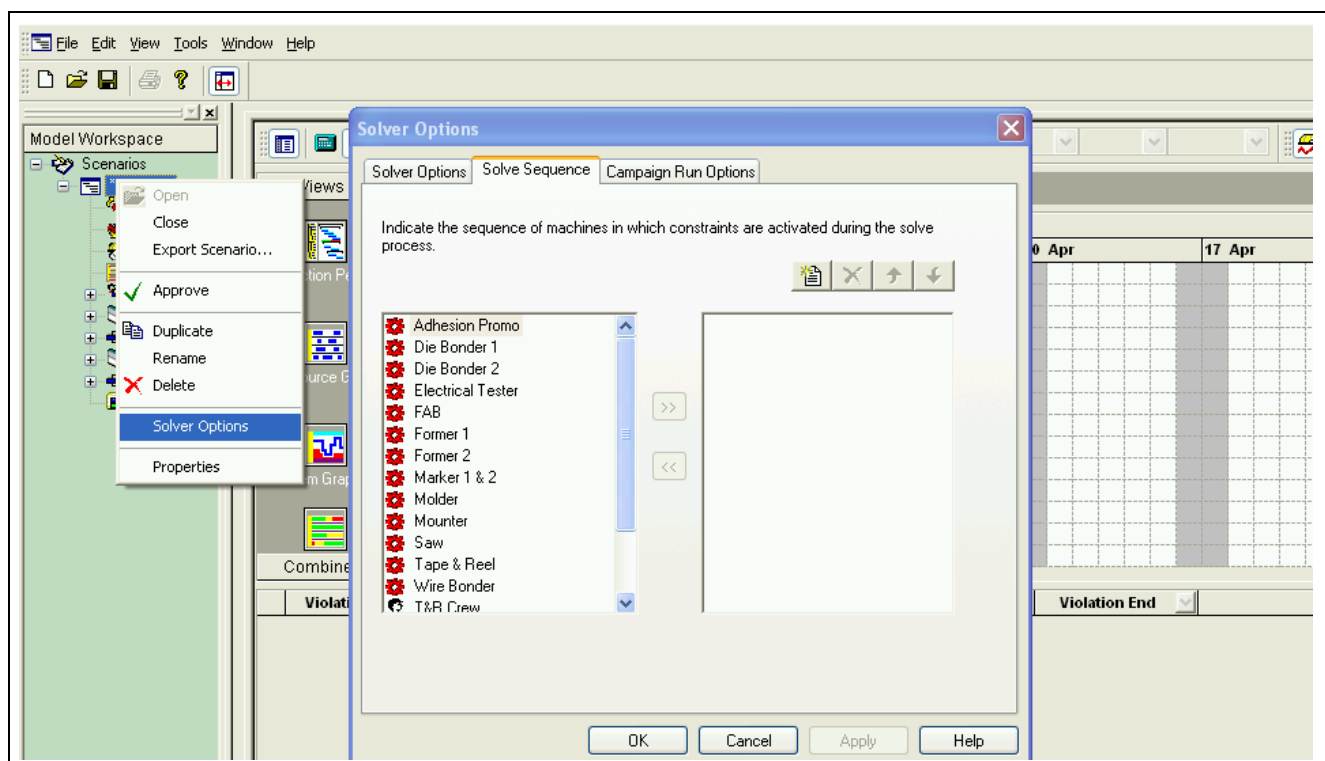 File Edit View Tools Window Help
Model Workspace
Scenarios
Open
Close
Export Scenario...
Approve
Duplicate
Rename
Delete
Solver Options
Properties
Views
Combine
Solver Options
Solver Options Solve Sequence Campaign Run Options
Indicate the sequence of machines in which constraints are activated during the solve
process.
Adhesion Promo
Die Bonder 1
Die Bonder 2
Electrical Tester
FAB
Former 1
Former 2
Marker 1 & 2
Molder
Mounter
Saw
Tape & Reel
Wire Bonder
T&R Crew
>>
<<
OK Cancel Apply Help
0 Apr 17 Apr
Violati
Violation End